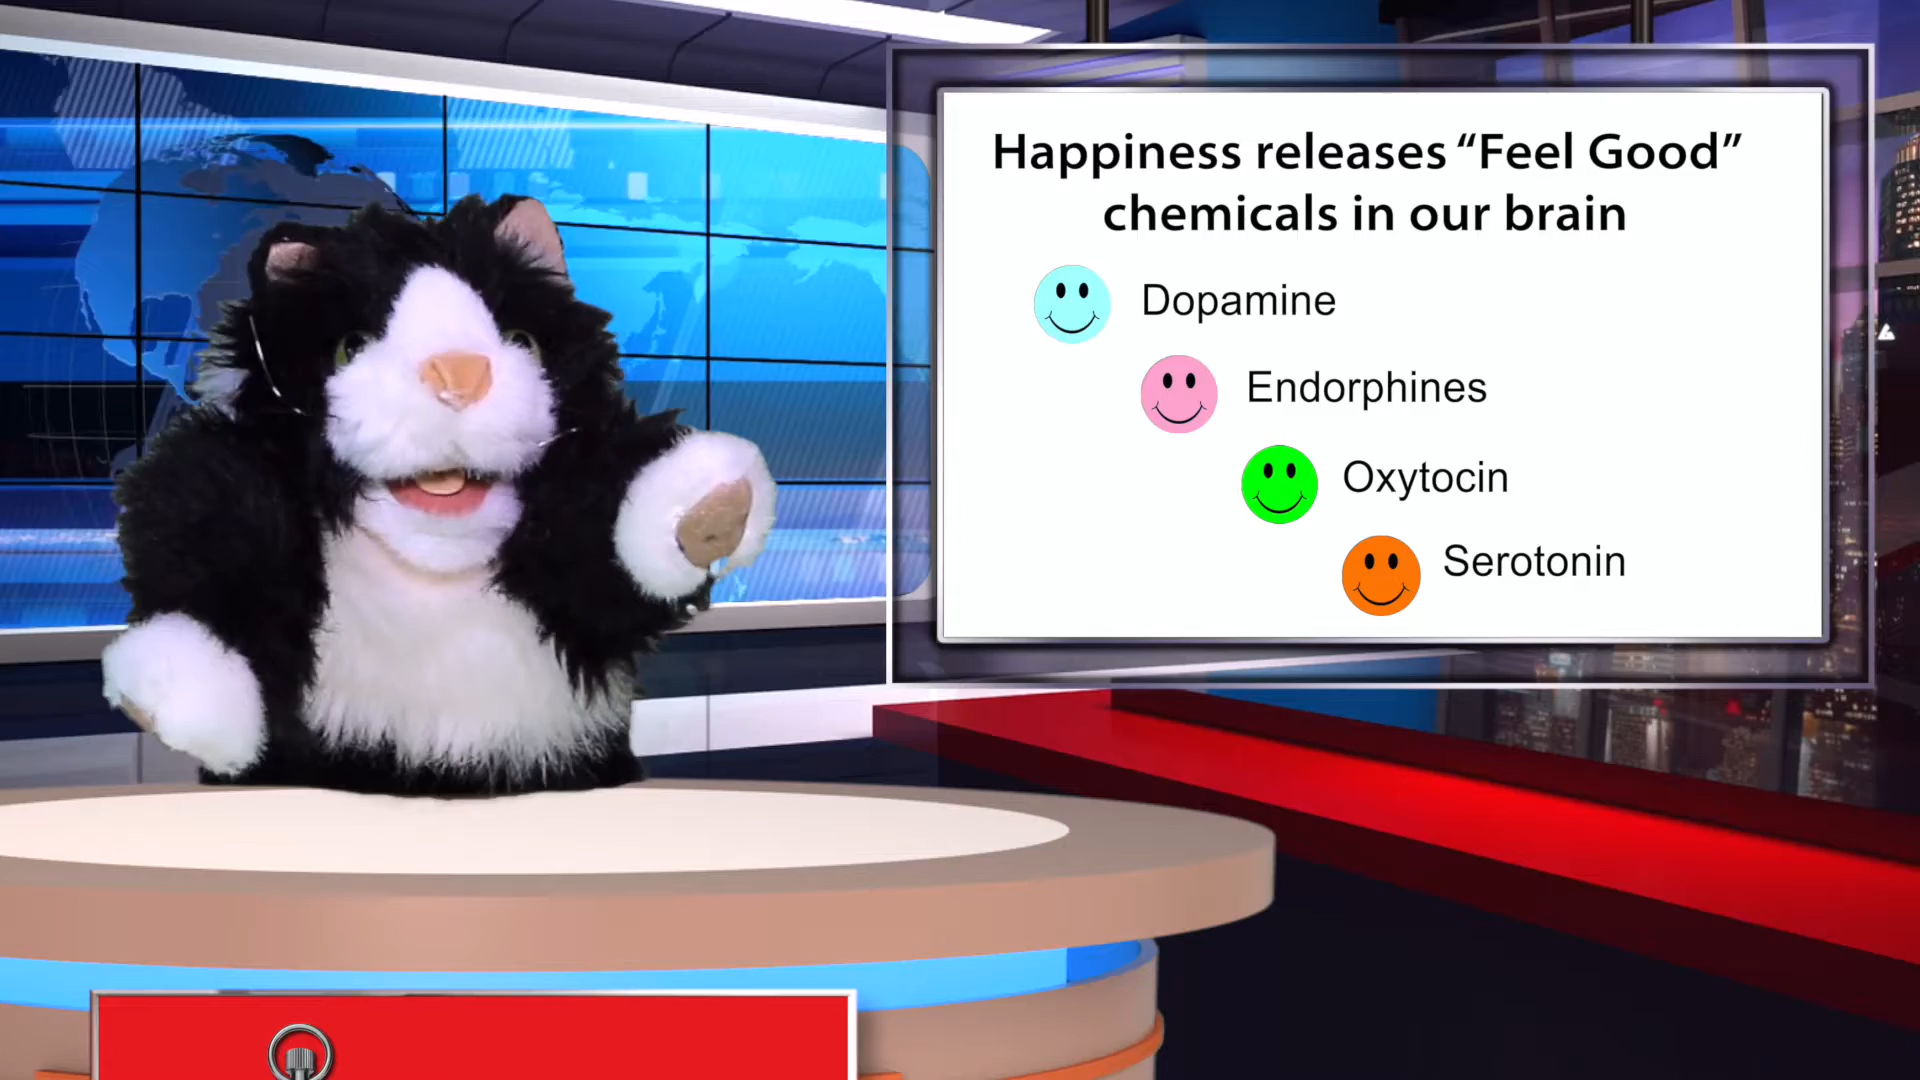 Happiness releases “Feel Good”
chemicals in our brain
Dopamine
Endorphines
Oxytocin
Serotonin